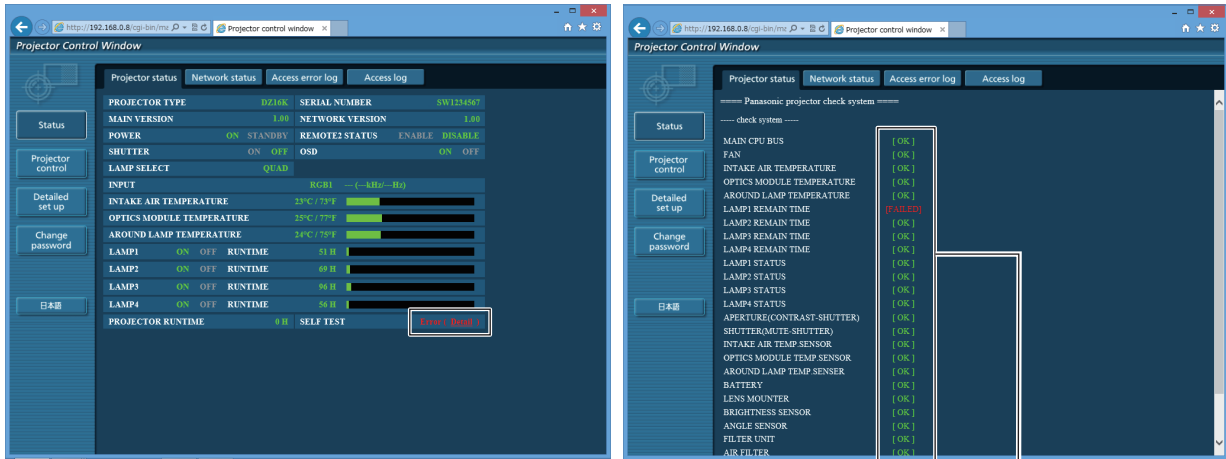 http://192.168.0.8/cgi-bin/ma
Projector control window
Projector Control Window
Projector status Network status Access error log Access log
Status
Projector control
Detailed set up
Change password
日本語
PROJECTOR TYPE DZ16K SERIAL NUMBER SW1234567
MAIN VERSION 1.00 NETWORK VERSION 1.00
POWER ON STANDBY REMOTE2 STATUS ENABLE DISABLE
SHUTTER ON OFF OSD ON OFF
LAMP SELECT QUAD
INPUT RGB1 ---(---kHz/---Hz)
INTAKE AIR TEMPERATURE 23°C / 73°F
OPTICS MODULE TEMPERATURE 25°C / 77°F
AROUND LAMP TEMPERATURE 24°C / 75°F
LAMP1 ON OFF RUNTIME 51 H
LAMP2 ON OFF RUNTIME 69 H
LAMP3 ON OFF RUNTIME 96 H
LAMP4 ON OFF RUNTIME 56 H
PROJECTOR RUNTIME 0 H SELF TEST
http://192.168.0.8/cgi-bin/ma
Projector control window
Projector Control Window
Projector status Network status Access error log Access log
Status
Projector control
Detailed set up
Change password
日本語
==== Panasonic projector check system ====
----- check system -----
MAIN CPU BUS [ OK ]
FAN [ OK ]
INTAKE AIR TEMPERATURE [ OK ]
OPTICS MODULE TEMPERATURE [ OK ]
AROUND LAMP TEMPERATURE [ OK ]
LAMP1 REMAIN TIME [FAILED]
LAMP2 REMAIN TIME [ OK ]
LAMP3 REMAIN TIME [ OK ]
LAMP4 REMAIN TIME [ OK ]
LAMP1 STATUS [ OK ]
LAMP2 STATUS [ OK ]
LAMP3 STATUS [ OK ]
LAMP4 STATUS [ OK ]
APERTURE(CONTRAST-SHUTTER) [ OK ]
SHUTTER(MUTE-SHUTTER) [ OK ]
INTAKE AIR TEMP.SENSOR [ OK ]
OPTICS MODULE TEMP.SENSOR [ OK ]
AROUND LAMP TEMP.SENSER [ OK ]
BATTERY [ OK ]
LENS MOUNTER [ OK ]
BRIGHTNESS SENSOR [ OK ]
ANGLE SENSOR [ OK ]
FILTER UNIT [ OK ]
AIR FILTER [ OK ]